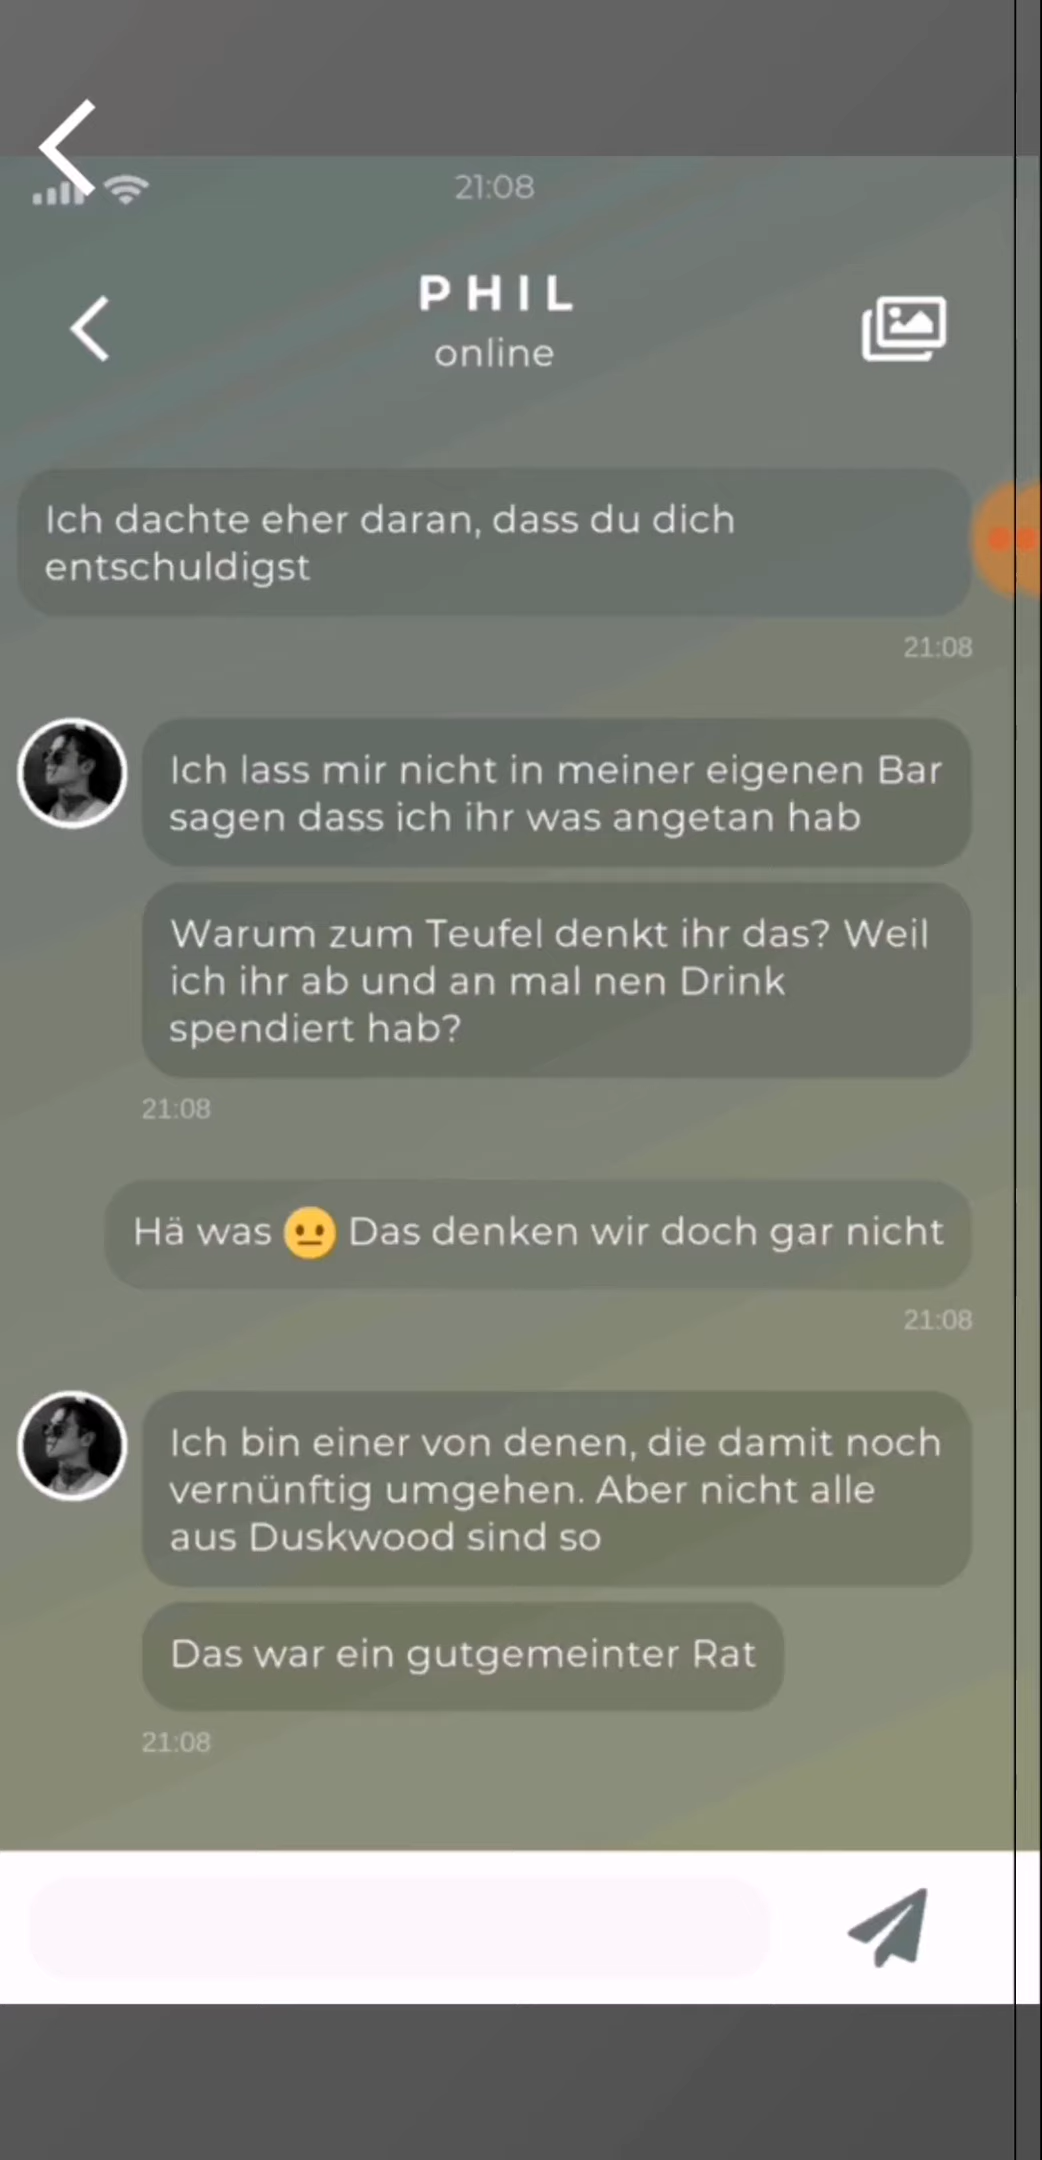 21:08
PHIL
online
Ich dachte eher daran, dass du dich
entschuldigst
21:08
Ich lass mir nicht in meiner eigenen Bar
sagen dass ich ihr was angetan hab
Warum zum Teufel denkt ihr das? Weil
ich ihr ab und an mal nen Drink
spendiert hab?
21:08
Hä was 😐 Das denken wir doch gar nicht
21:08
Ich bin einer von denen, die damit noch
vernünftig umgehen. Aber nicht alle
aus Duskwood sind so
Das war ein gutgemeinter Rat
21:08